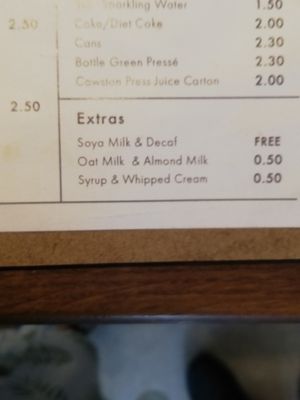 Sparkling Water 1.50
2.50 Coke/Diet Coke 2.00
Cans 2.30
Bottle Green Pressé 2.30
Cawston Press Juice Carton 2.00
2.50
Extras
Soya Milk & Decaf FREE
Oat Milk & Almond Milk 0.50
Syrup & Whipped Cream 0.50